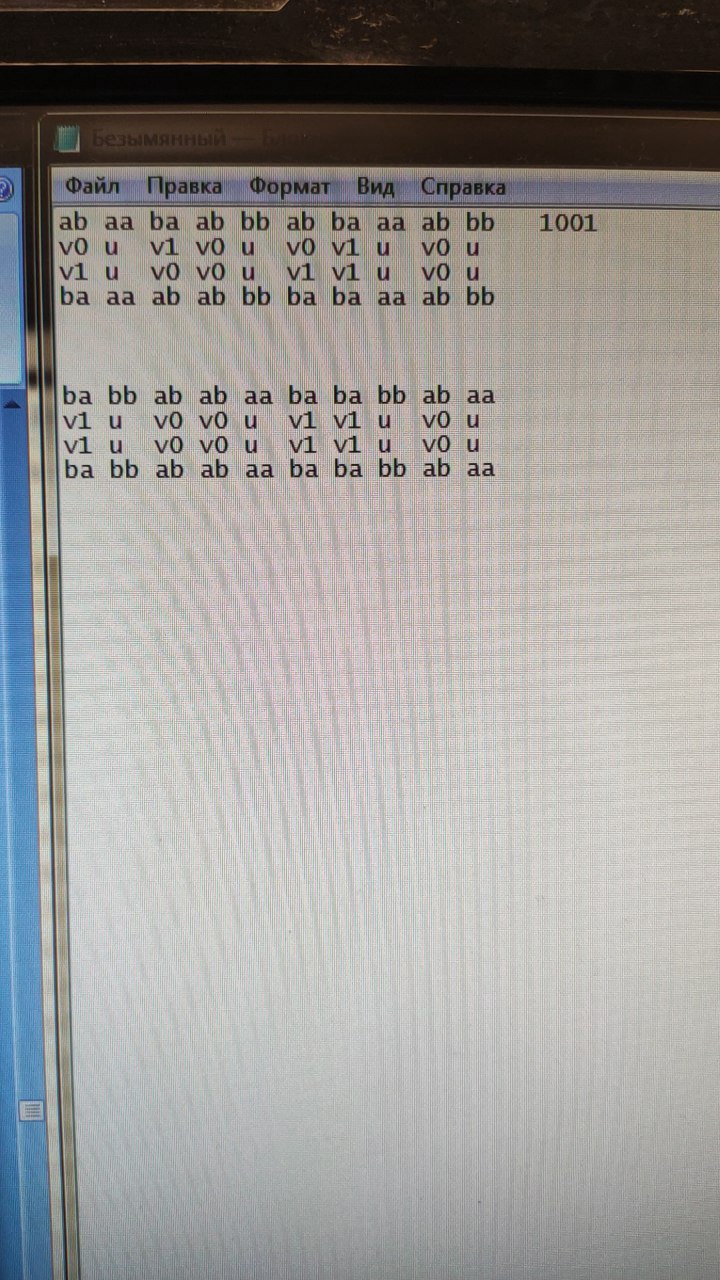 Безымянный —
Файл Правка Формат Вид Справка
ab aa ba ab bb ab ba aa ab bb 1001
v0 u v1 v0 u v0 v1 u v0 u
v1 u v0 v0 u v1 v1 u v0 u
ba aa ab ab bb ba ba aa ab bb
ba bb ab ab aa ba ba bb ab aa
v1 u v0 v0 u v1 v1 u v0 u
v1 u v0 v0 u v1 v1 u v0 u
ba bb ab ab aa ba ba bb ab aa